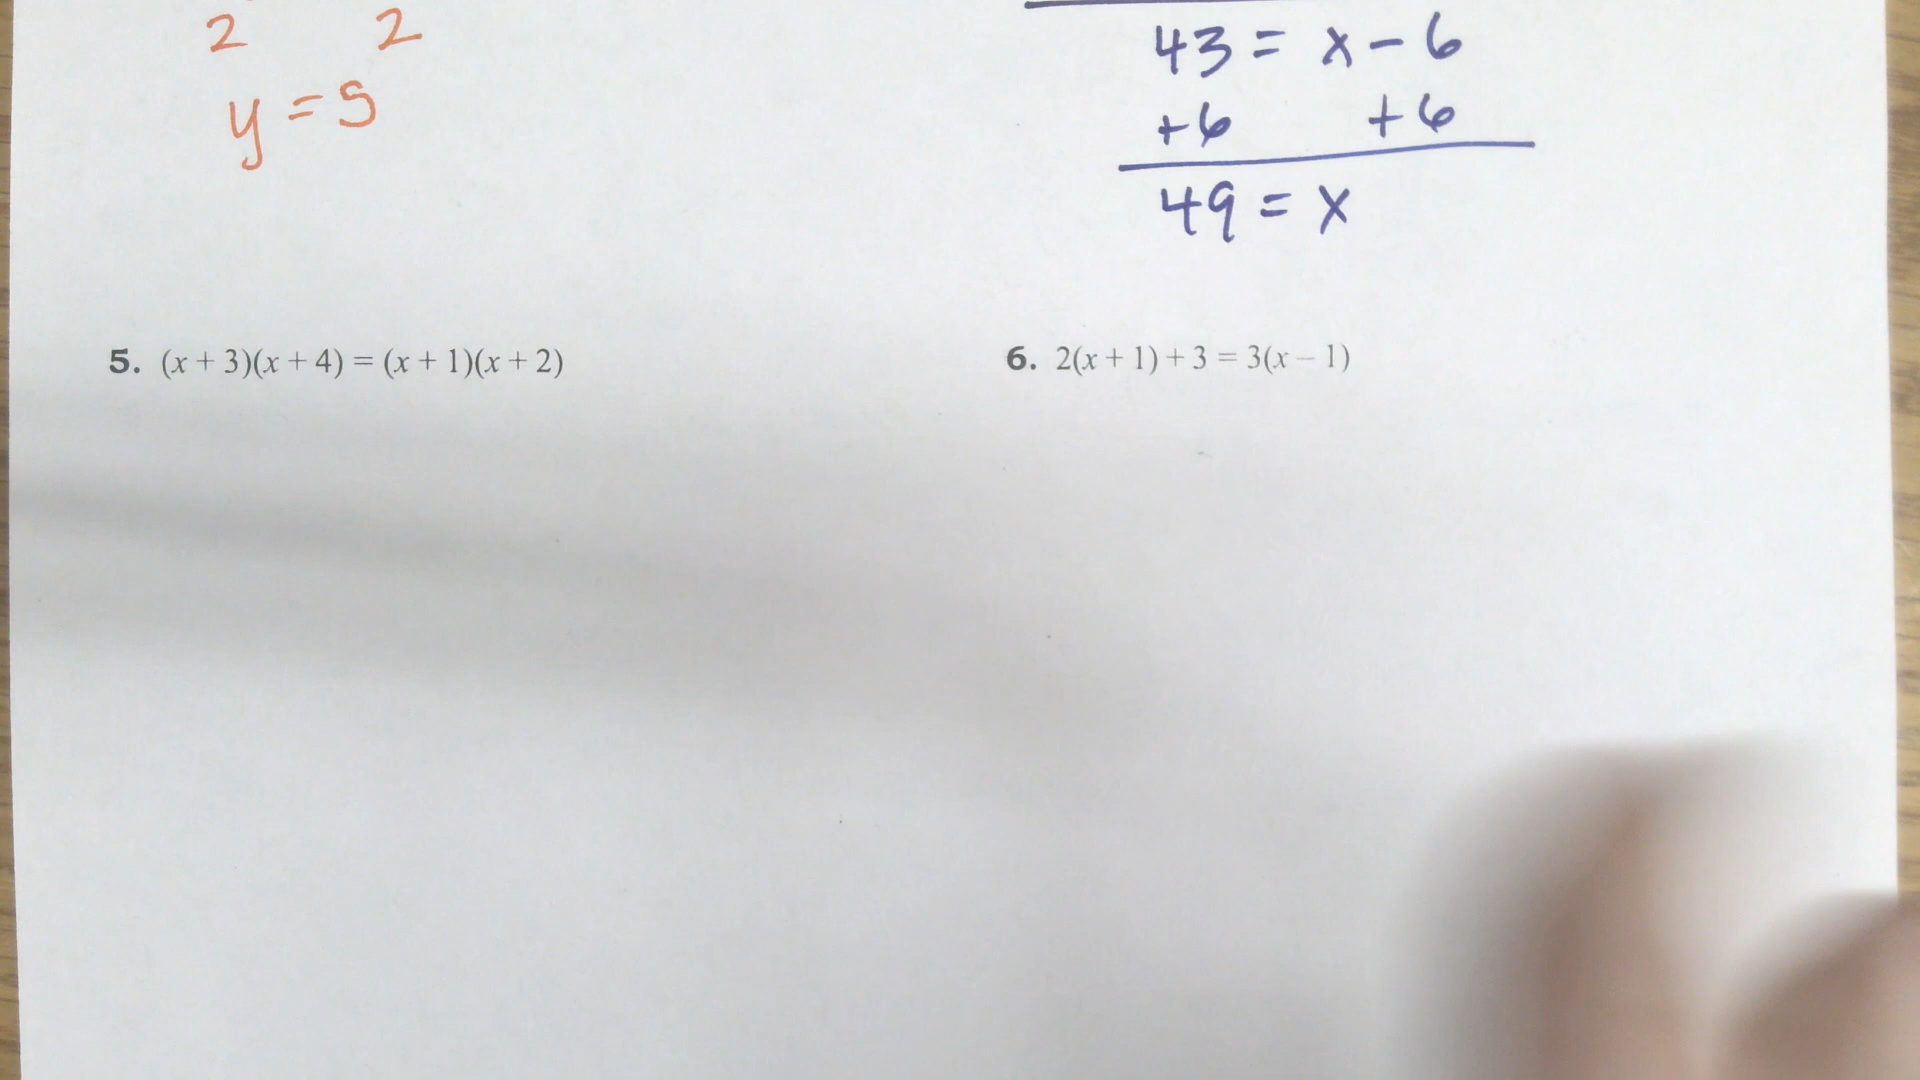 2 2
y = 5
43 = x - 6
+6 +6
49 = x
5. (x + 3)(x + 4) = (x + 1)(x + 2)
6. 2(x + 1) + 3 = 3(x – 1)